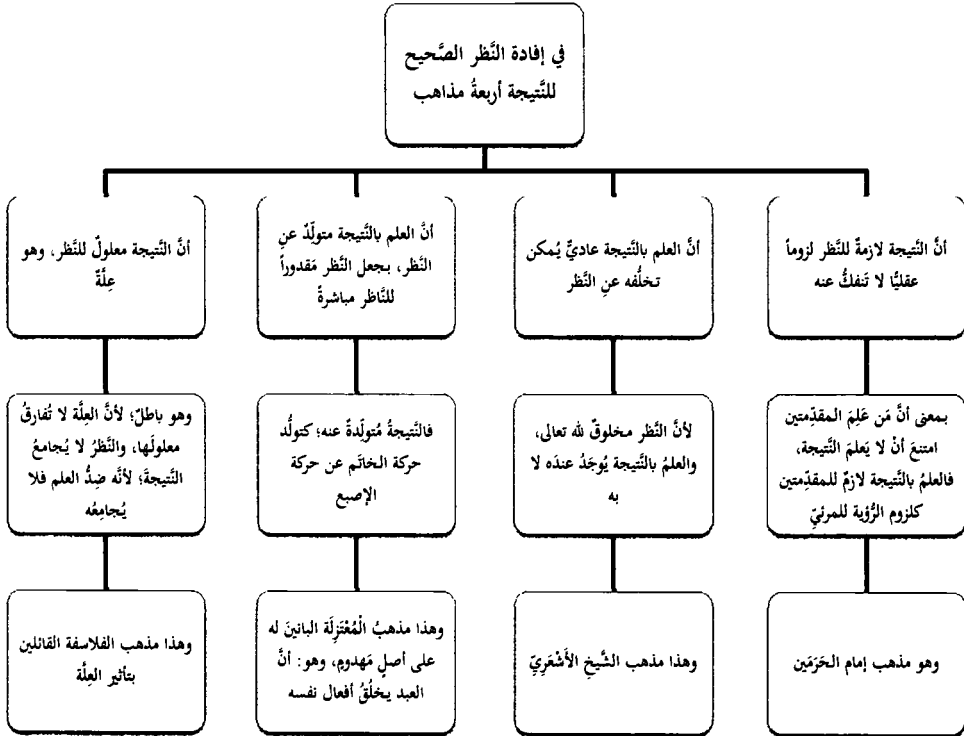 في إفادة النَّظر الصَّحيح
للنَّتيجة أربعةُ مذاهب
أنَّ النَّتيجة لازمةٌ للنَّظر لزوماً
عقليًّا لا تَنفكُّ عنه
بمعنى أنَّ مَن عَلِمَ المقدّمتين
امتنعَ أنْ لا يَعلمَ النَّتيجة،
فالعلمُ بالنَّتيجة لازمٌ للمقدِّمتين
كلزوم الرُّؤية للمرئيِّ
وهو مذهب إمام الحَرَمَين
أنَّ العلم بالنَّتيجة عاديٌّ يُمكن
تخلُّفه عنِ النَّظر
لأنَّ النَّظر مخلوقٌ لله تعالى،
والعلمُ بالنَّتيجة يُوجَدُ عندَه لا
به
وهذا مذهب الشَّيخِ الأَشْعَرِيِّ
أنَّ العلم بالنَّتيجة متولِّدٌ عنِ
النَّظر، بجعل النَّظر مَقدوراً
للنَّاظر مباشرةً
فالنَّتيجةُ مُتولِّدةٌ عنه؛ كتولُّد
حركة الخاتَم عن حركة
الإصبع
وهذا مذهبُ الْمُعْتَزِلَة البانينَ له
على أصلٍ مَهدومٍ، وهو: أنَّ
العبد يخلُقُ أفعال نفسه
أنَّ النَّتيجة معلولٌ للنَّظر، وهو
عِلَّةٌ
وهو باطلٌ؛ لأنَّ العِلَّة لا تُفارقُ
معلولَها، والنَّظرُ لا يُجامعُ
النَّتيجةَ؛ لأنَّه ضِدُّ العلم فلا
يُجامِعُه
وهذا مذهب الفلاسفة القائلين
بتأثير العِلَّة